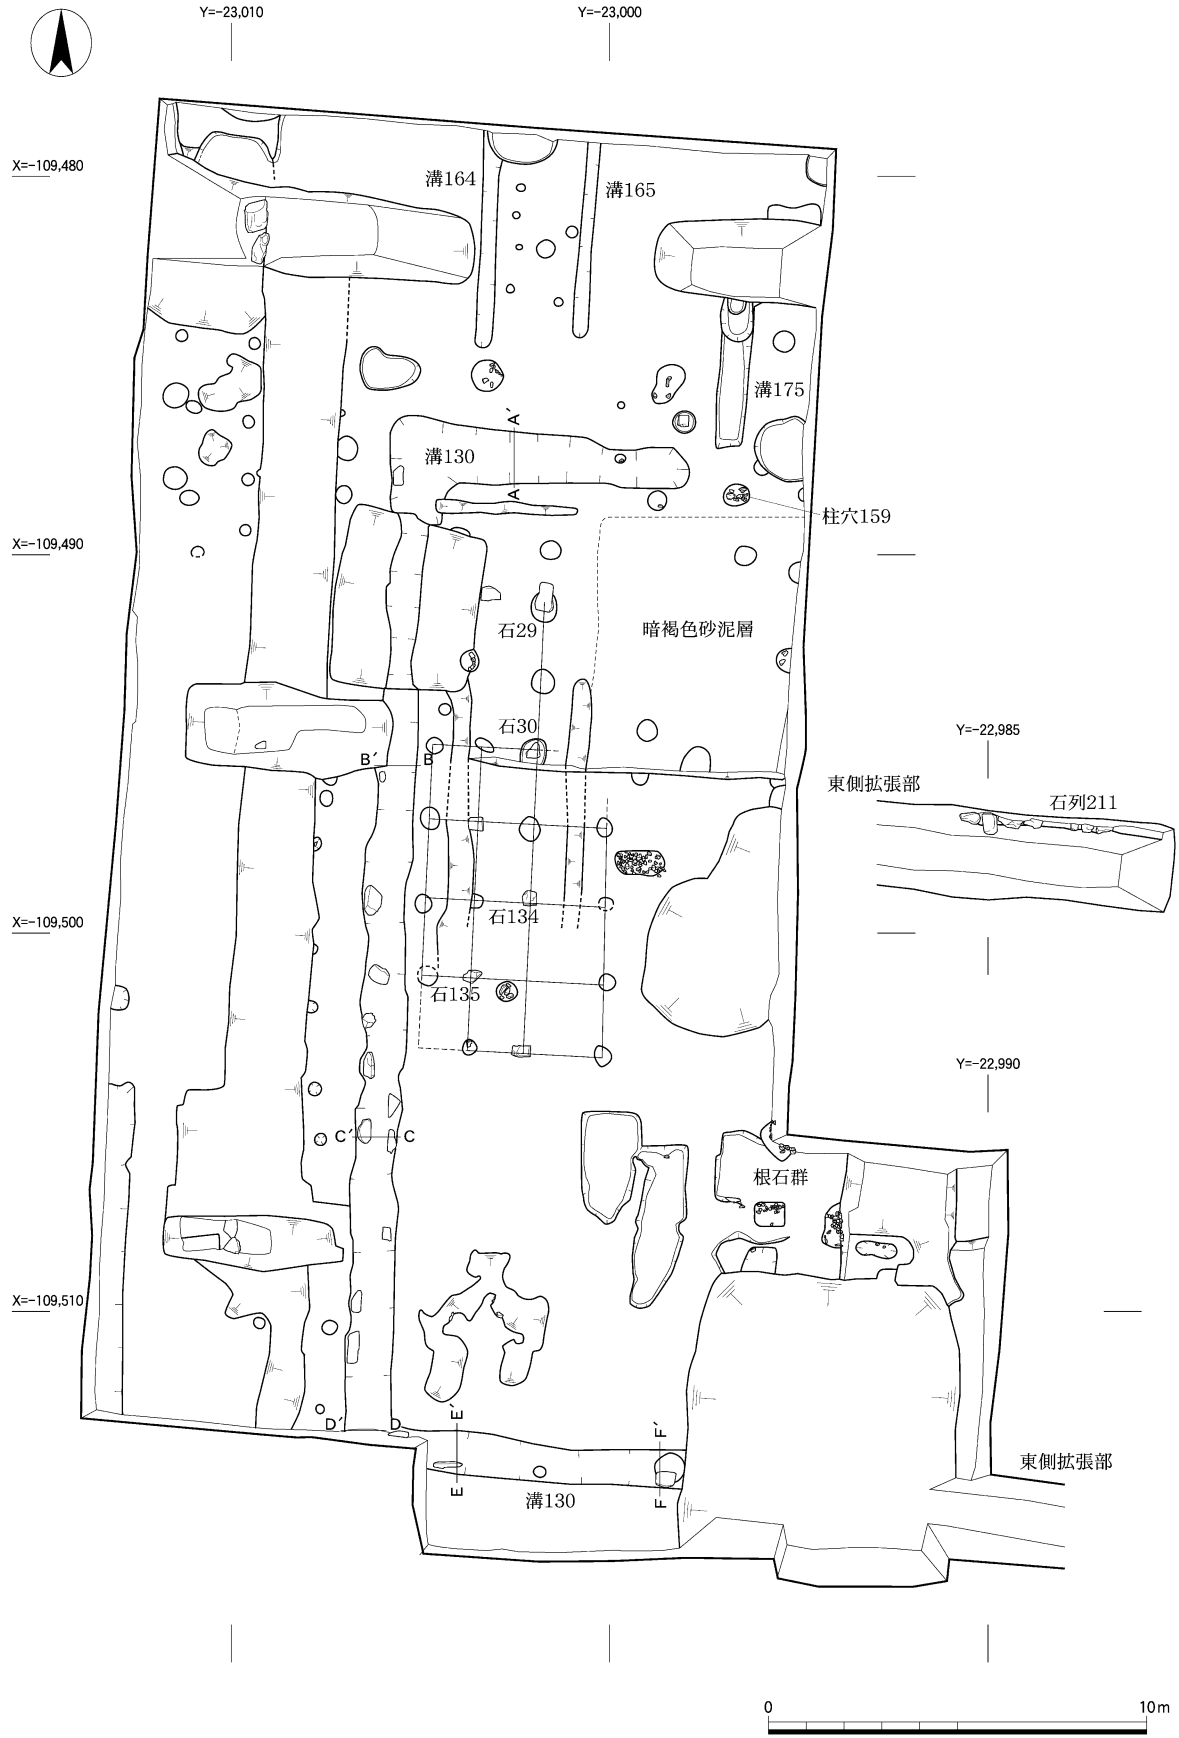 Y=-23,010
Y=-23,000
X=-109,480
溝164
溝165
溝175
A´
溝130
A
柱穴159
X=-109,490
石29
暗褐色砂泥層
石30
B´
B
Y=-22,985
東側拡張部
石列211
X=-109,500
石134
石135
Y=-22,990
C´
C
根石群
X=-109,510
D´
D
E´
F´
E
F
溝130
東側拡張部
0
10m